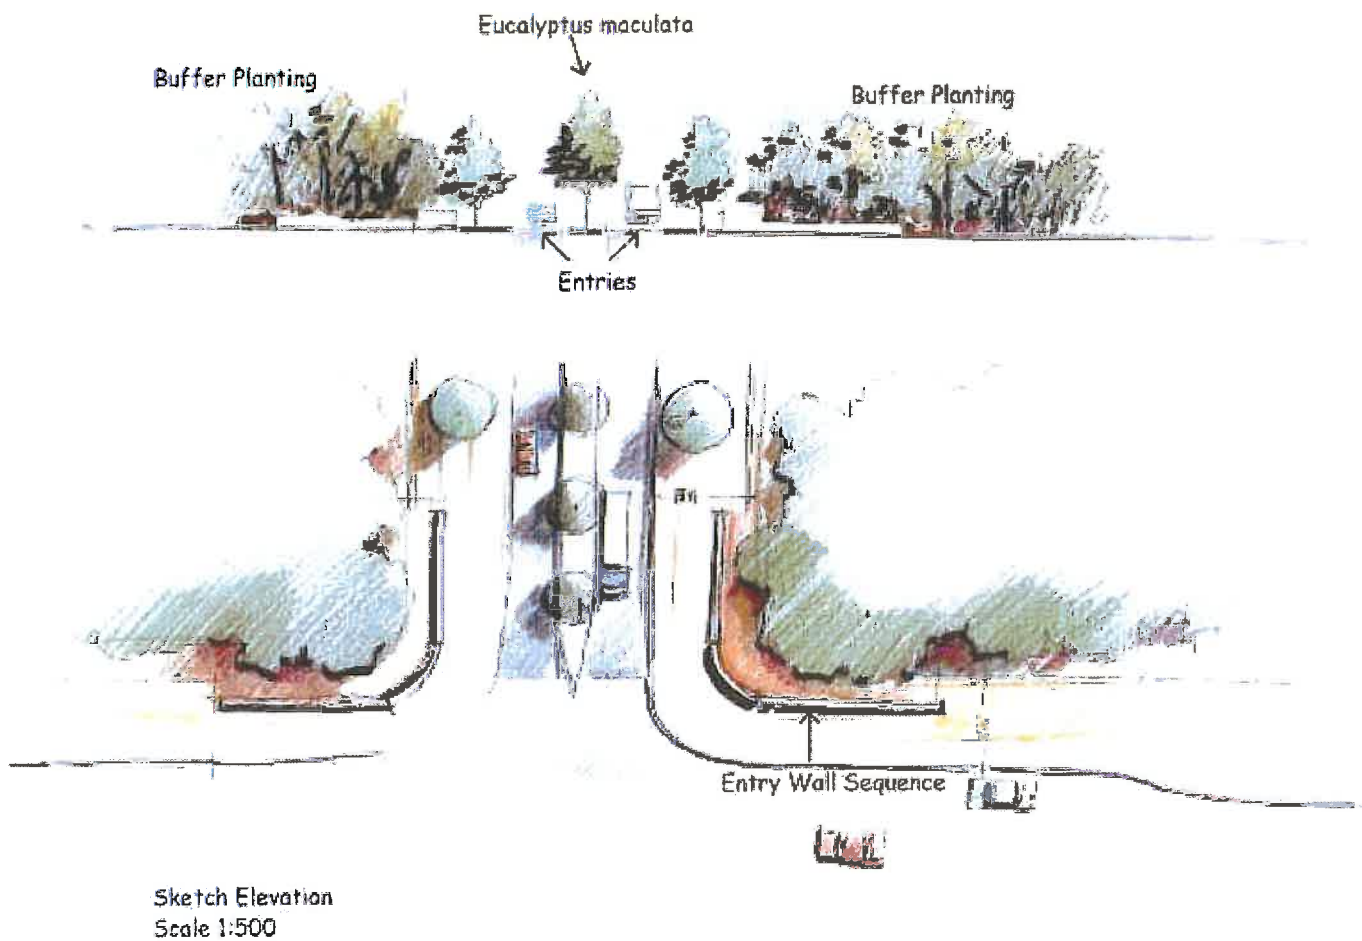 Eucalyptus maculata
Buffer Planting
Buffer Planting
Entries
Entry Wall Sequence
Sketch Elevation
Scale 1:500